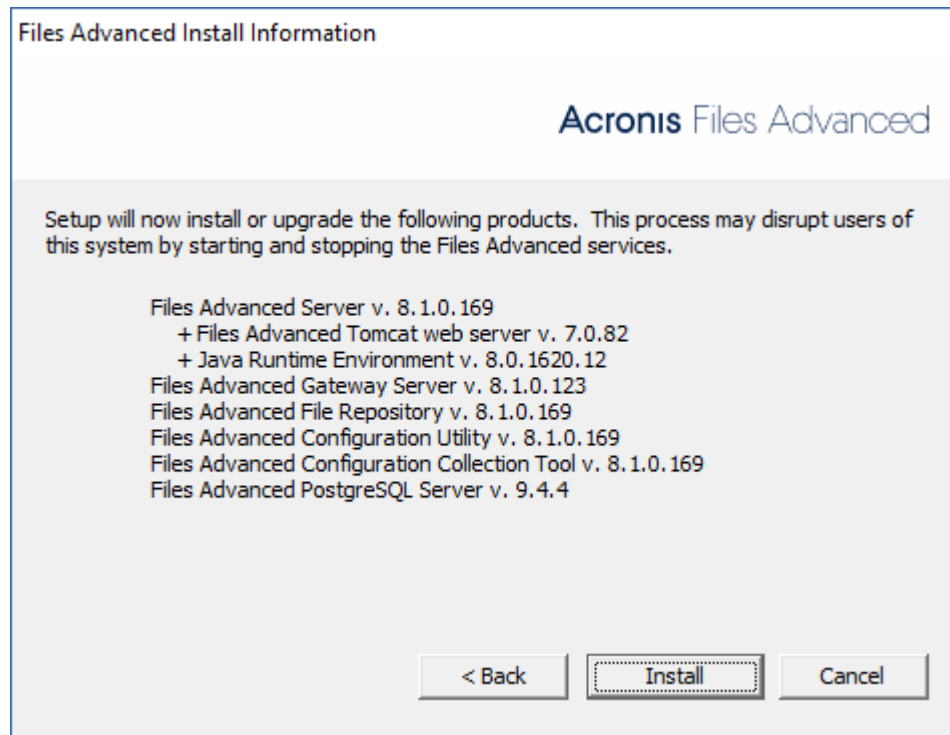 Files Advanced Install Information
Acronis Files Advanced
Setup will now install or upgrade the following products.  This process may disrupt users of
this system by starting and stopping the Files Advanced services.
Files Advanced Server v. 8.1.0.169
+ Files Advanced Tomcat web server v. 7.0.82
+ Java Runtime Environment v. 8.0.1620.12
Files Advanced Gateway Server v. 8.1.0.123
Files Advanced File Repository v. 8.1.0.169
Files Advanced Configuration Utility v. 8.1.0.169
Files Advanced Configuration Collection Tool v. 8.1.0.169
Files Advanced PostgreSQL Server v. 9.4.4
< Back Install Cancel